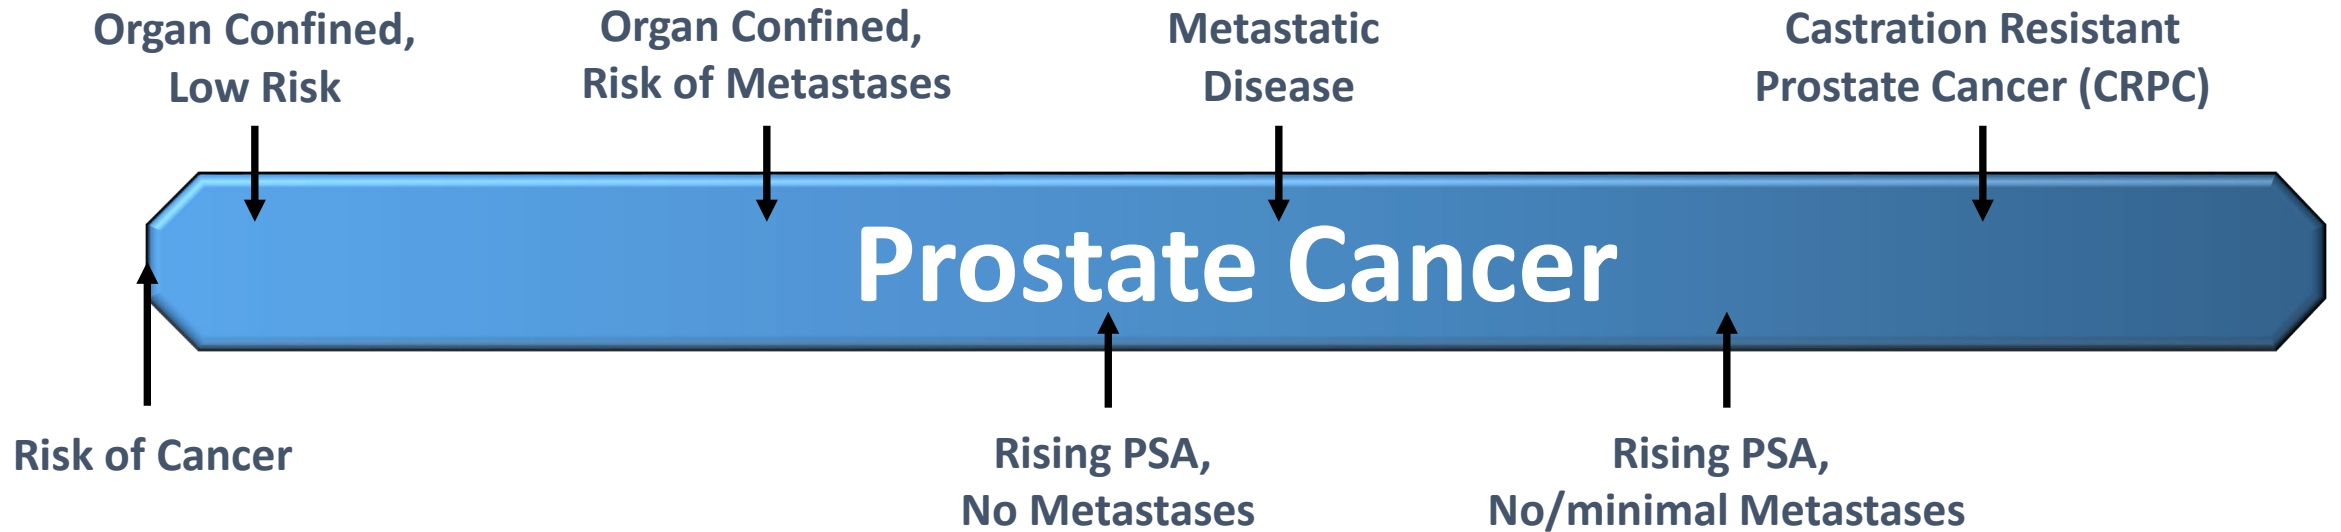 Organ Confined,
Low Risk
Organ Confined,
Risk of Metastases
Metastatic
Disease
Castration Resistant
Prostate Cancer (CRPC)
Prostate Cancer
Risk of Cancer
Rising PSA,
No Metastases
Rising PSA,
No/minimal Metastases